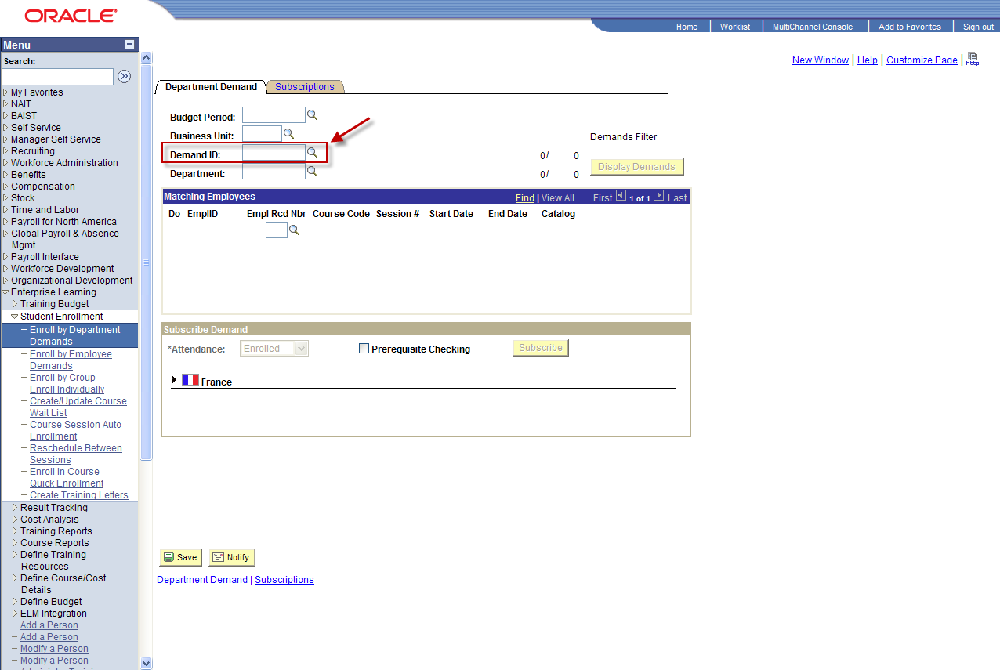 ORACLE®
Home Worklist MultiChannel Console Add to Favorites Sign out
New Window | Help | Customize Page | http
Menu
Search:
My Favorites
NAIT
BAIST
Self Service
Manager Self Service
Recruiting
Workforce Administration
Benefits
Compensation
Stock
Time and Labor
Payroll for North America
Global Payroll & Absence
Mgmt
Payroll Interface
Workforce Development
Organizational Development
Enterprise Learning
Training Budget
Student Enrollment
Enroll by Department
Demands
Enroll by Employee
Demands
Enroll by Group
Enroll Individually
Create/Update Course
Wait List
Course Session Auto
Enrollment
Reschedule Between
Sessions
Enroll in Course
Quick Enrollment
Create Training Letters
Result Tracking
Cost Analysis
Training Reports
Course Reports
Define Training
Resources
Define Course/Cost
Details
Define Budget
ELM Integration
Add a Person
Add a Person
Modify a Person
Modify a Person
Department Demand Subscriptions
Budget Period:
Business Unit: Demands Filter
Demand ID: 0/ 0
Department: 0/ 0 Display Demands
Matching Employees Find | View All First 1 of 1 Last
Do EmplID Empl Rcd Nbr Course Code Session # Start Date End Date Catalog
Subscribe Demand
*Attendance: Enrolled Prerequisite Checking Subscribe
France
Save Notify
Department Demand | Subscriptions